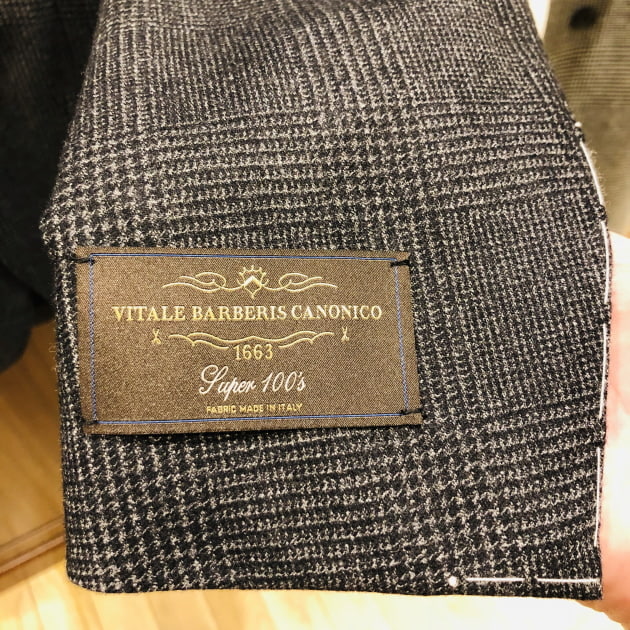 VITALE BARBERIS CANONICO
1663
Super 100's
FABRIC MADE IN ITALY